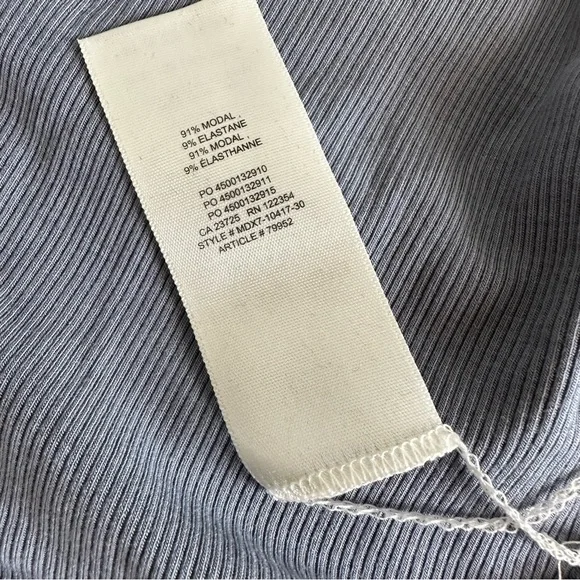 91% MODAL ,
9% ELASTANE
91% MODAL ,
9% ÉLASTHANNE
PO 4500132910
PO 4500132911
PO 4500132915
CA 23725 RN 122354
STYLE # MDX7-10417-30
ARTICLE # 79952